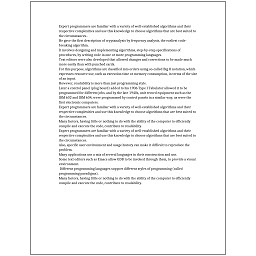 Expert programmers are familiar with a variety of well-established algorithms and their
respective complexities and use this knowledge to choose algorithms that are best suited to
the circumstances.
He gave the first description of cryptanalysis by frequency analysis, the earliest code-
breaking algorithm.
It involves designing and implementing algorithms, step-by-step specifications of
procedures, by writing code in one or more programming languages.
Text editors were also developed that allowed changes and corrections to be made much
more easily than with punched cards.
For this purpose, algorithms are classified into orders using so-called Big O notation, which
expresses resource use, such as execution time or memory consumption, in terms of the size
of an input.
However, readability is more than just programming style.
Later a control panel (plug board) added to his 1906 Type I Tabulator allowed it to be
programmed for different jobs, and by the late 1940s, unit record equipment such as the
IBM 602 and IBM 604, were programmed by control panels in a similar way, as were the
first electronic computers.
Expert programmers are familiar with a variety of well-established algorithms and their
respective complexities and use this knowledge to choose algorithms that are best suited to
the circumstances.
Many factors, having little or nothing to do with the ability of the computer to efficiently
compile and execute the code, contribute to readability.
Expert programmers are familiar with a variety of well-established algorithms and their
respective complexities and use this knowledge to choose algorithms that are best suited to
the circumstances.
Also, specific user environment and usage history can make it difficult to reproduce the
problem.
Many applications use a mix of several languages in their construction and use.
Some text editors such as Emacs allow GDB to be invoked through them, to provide a visual
environment.
Different programming languages support different styles of programming (called
programming paradigms).
Many factors, having little or nothing to do with the ability of the computer to efficiently
compile and execute the code, contribute to readability.